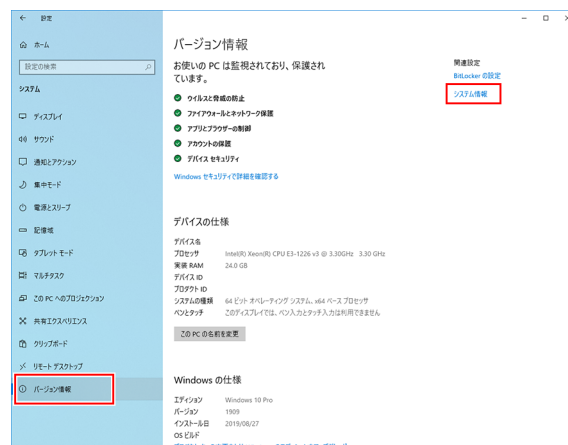 設定
ホーム
設定の検索
システム
ディスプレイ
サウンド
通知とアクション
集中モード
電源とスリープ
記憶域
タブレット モード
マルチタスク
この PC へのプロジェクション
共有エクスペリエンス
クリップボード
リモート デスクトップ
バージョン情報
バージョン情報
お使いの PC は監視されており、保護され
ています。
ウイルスと脅威の防止
ファイアウォールとネットワーク保護
アプリとブラウザーの制御
アカウントの保護
デバイス セキュリティ
Windows セキュリティで詳細を確認する
デバイスの仕様
デバイス名
プロセッサ Intel(R) Xeon(R) CPU E3-1226 v3 @ 3.30GHz 3.30 GHz
実装 RAM 24.0 GB
デバイス ID
プロダクト ID
システムの種類 64 ビット オペレーティング システム、x64 ベース プロセッサ
ペンとタッチ このディスプレイでは、ペン入力とタッチ入力は利用できません
この PC の名前を変更
Windows の仕様
エディション Windows 10 Pro
バージョン 1909
インストール日 2019/08/27
OS ビルド
関連設定
BitLocker の設定
システム情報